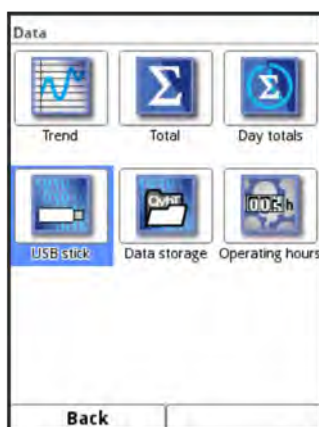 Data
Trend
Total
Day totals
USB stick
Data storage
Operating hours
Back